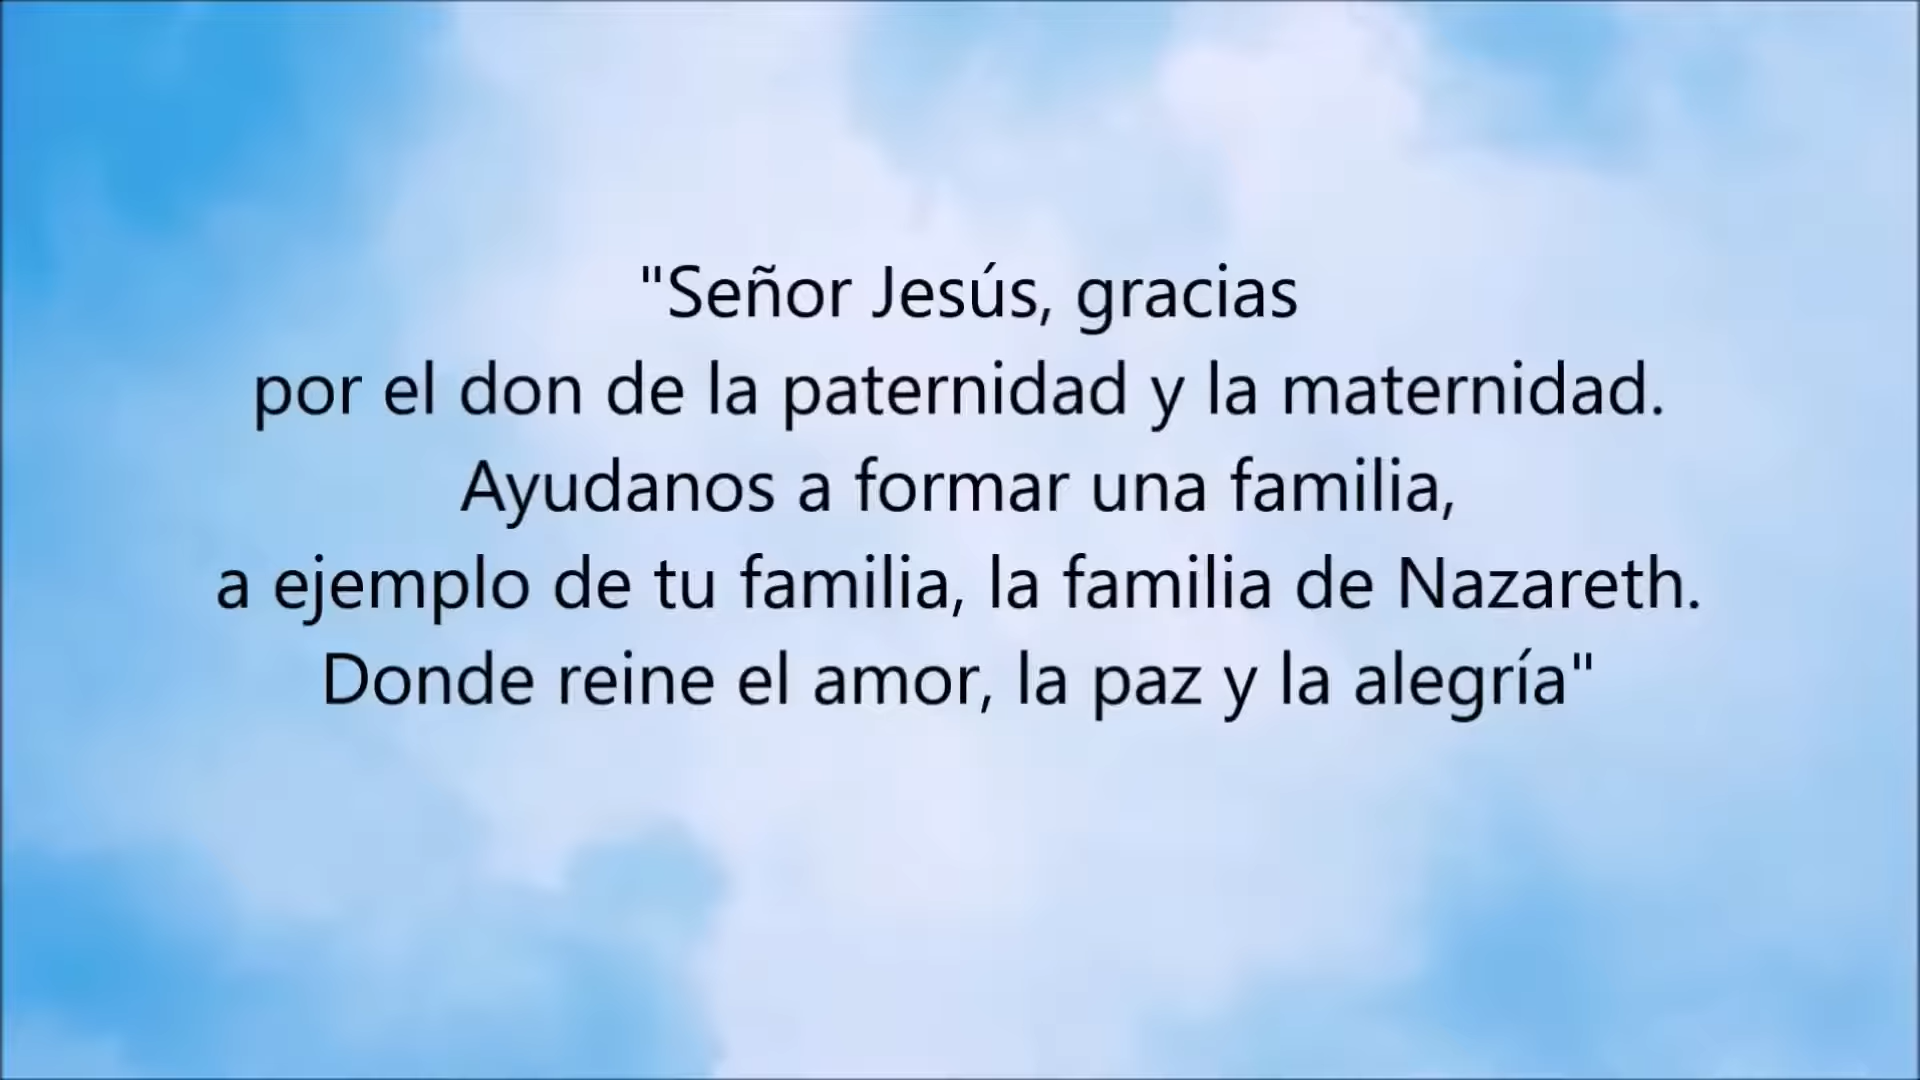 "Señor Jesús, gracias
por el don de la paternidad y la maternidad.
Ayudanos a formar una familia,
a ejemplo de tu familia, la familia de Nazareth.
Donde reine el amor, la paz y la alegría"